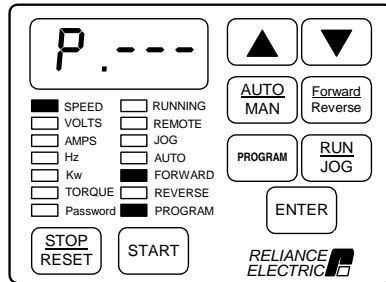 P.---
SPEED RUNNING
VOLTS REMOTE
AMPS JOG
Hz AUTO
Kw FORWARD
TORQUE REVERSE
Password PROGRAM
STOP
RESET
START
AUTO
MAN
Forward
Reverse
PROGRAM
RUN
JOG
ENTER
RELIANCE
ELECTRIC